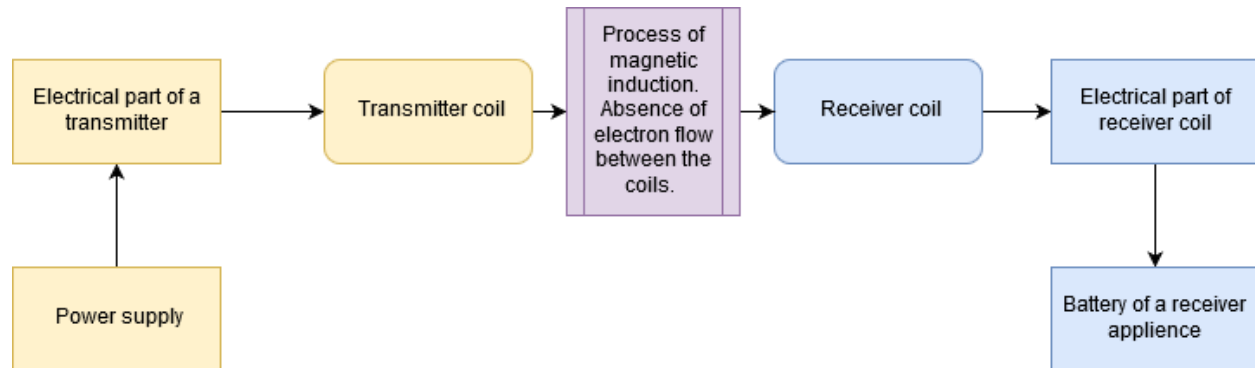 Electrical part of a
transmitter
Transmitter coil
Process of
magnetic
induction.
Absence of
electron flow
between the
coils.
Receiver coil
Electrical part of
receiver coil
Power supply
Battery of a receiver
applience